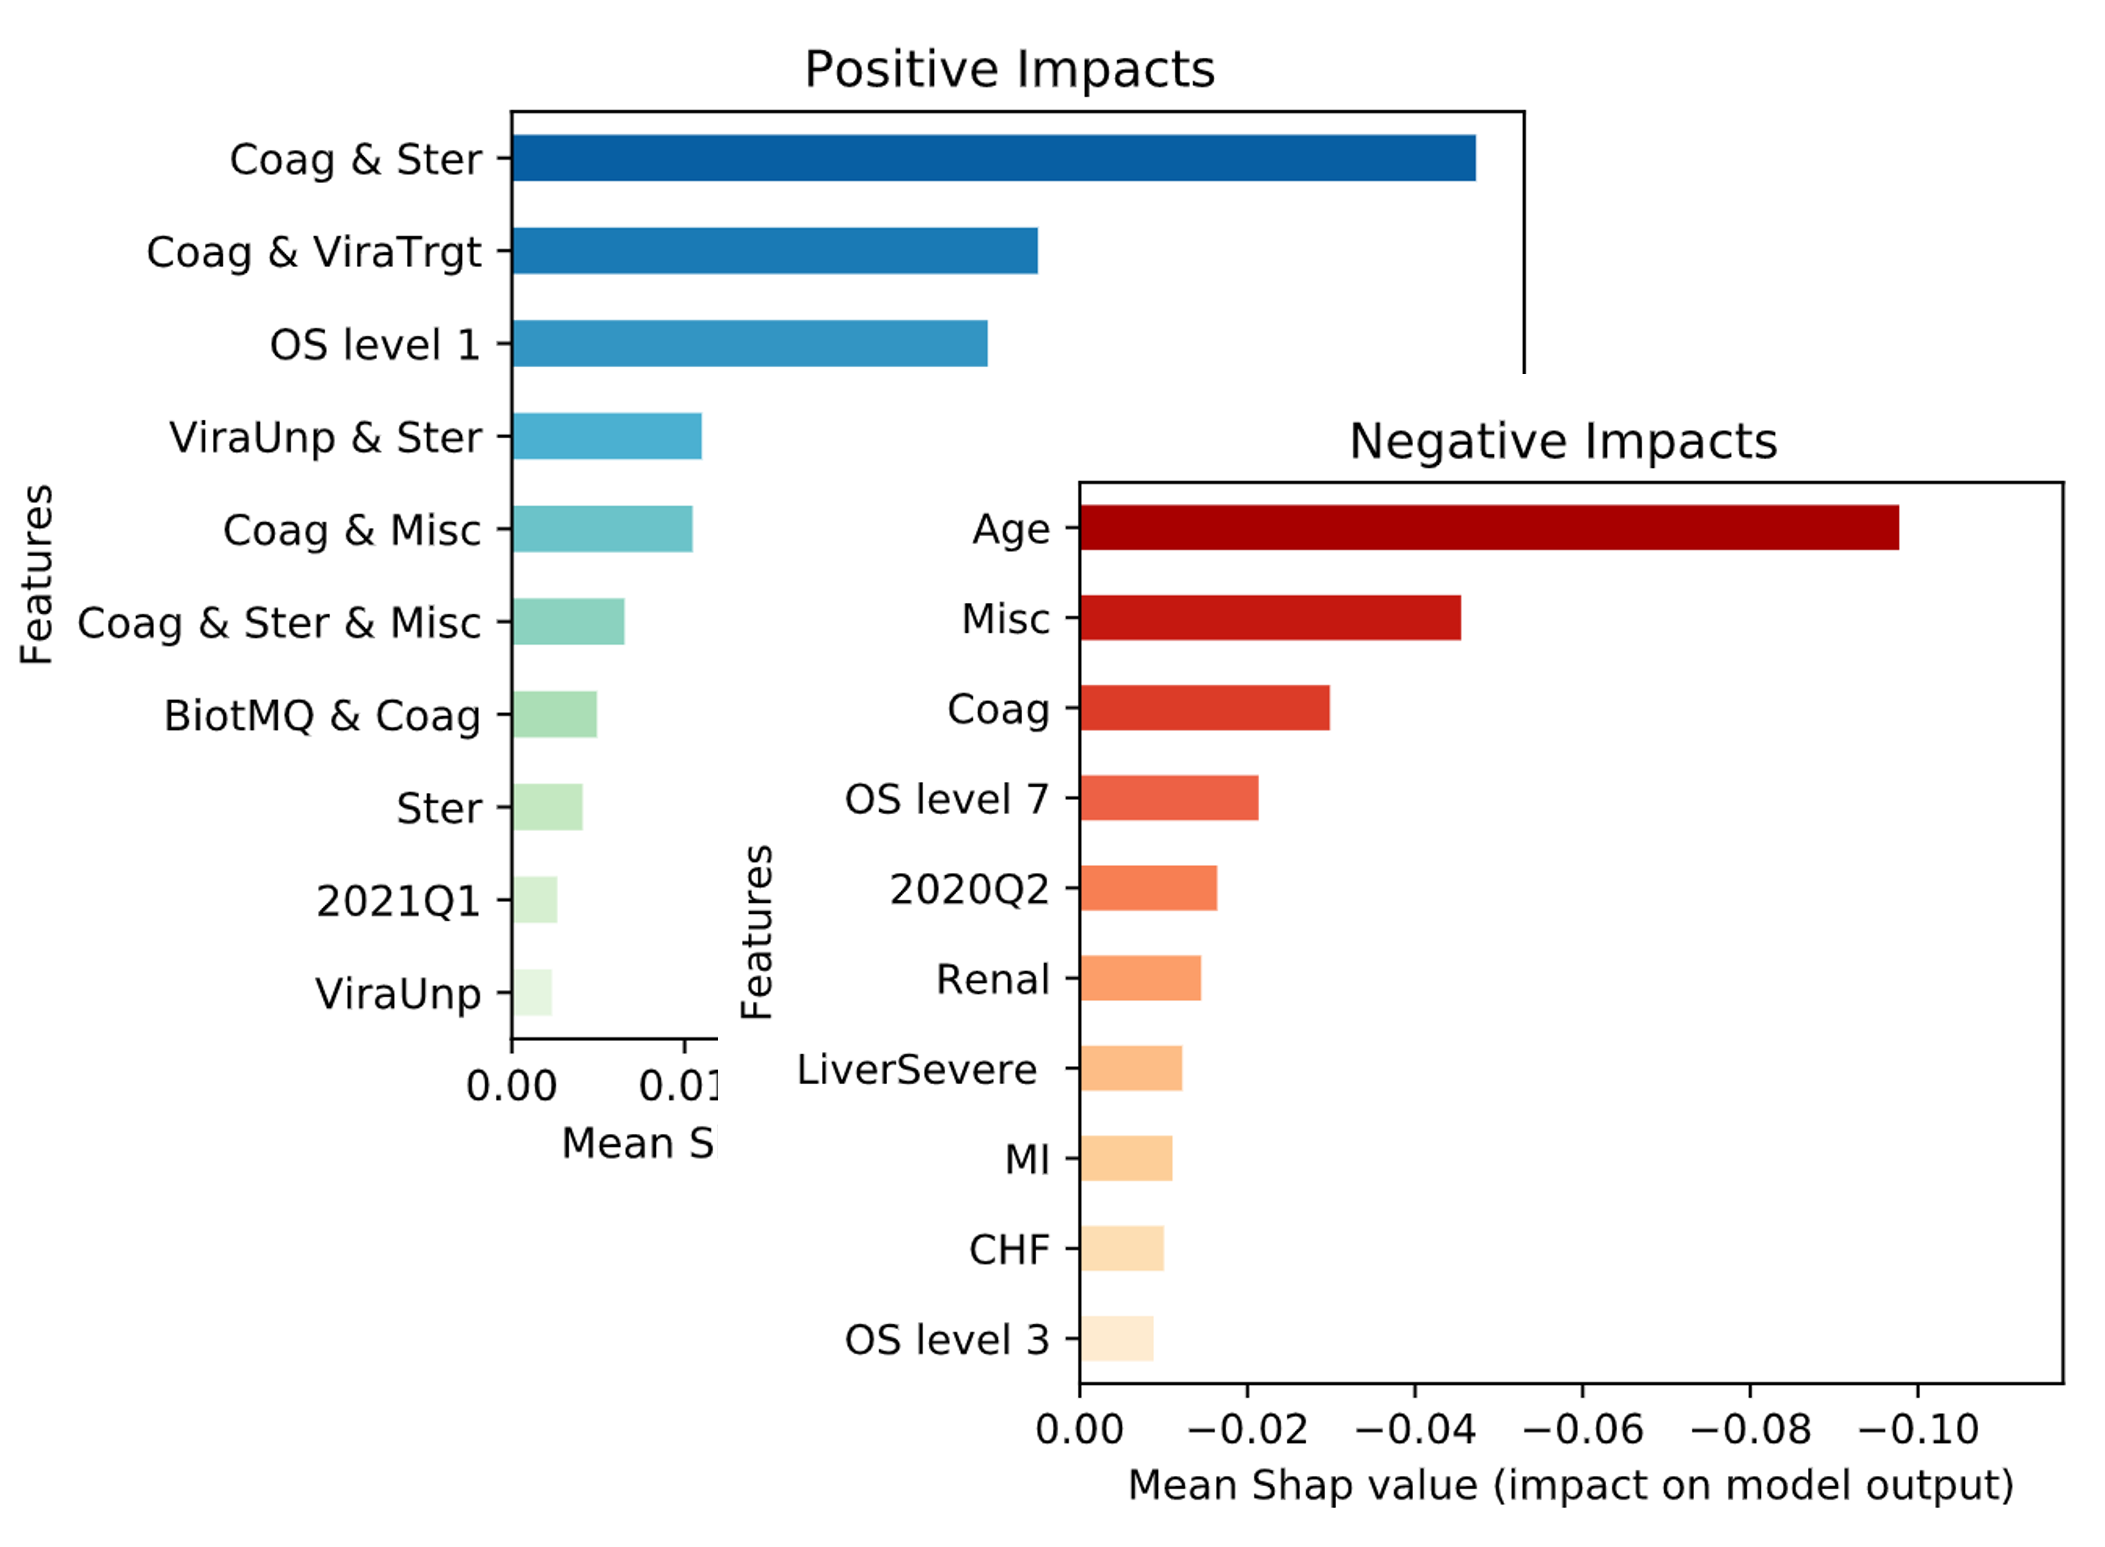 Positive Impacts
Features
Coag & Ster
Coag & ViraTrgt
OS level 1
ViraUnp & Ster
Coag & Misc
Coag & Ster & Misc
BiotMQ & Coag
Ster
2021Q1
ViraUnp
0.00 0.01
Mean S
Negative Impacts
Features
Age
Misc
Coag
OS level 7
2020Q2
Renal
LiverSevere
MI
CHF
OS level 3
0.00 −0.02 −0.04 −0.06 −0.08 −0.10
Mean Shap value (impact on model output)